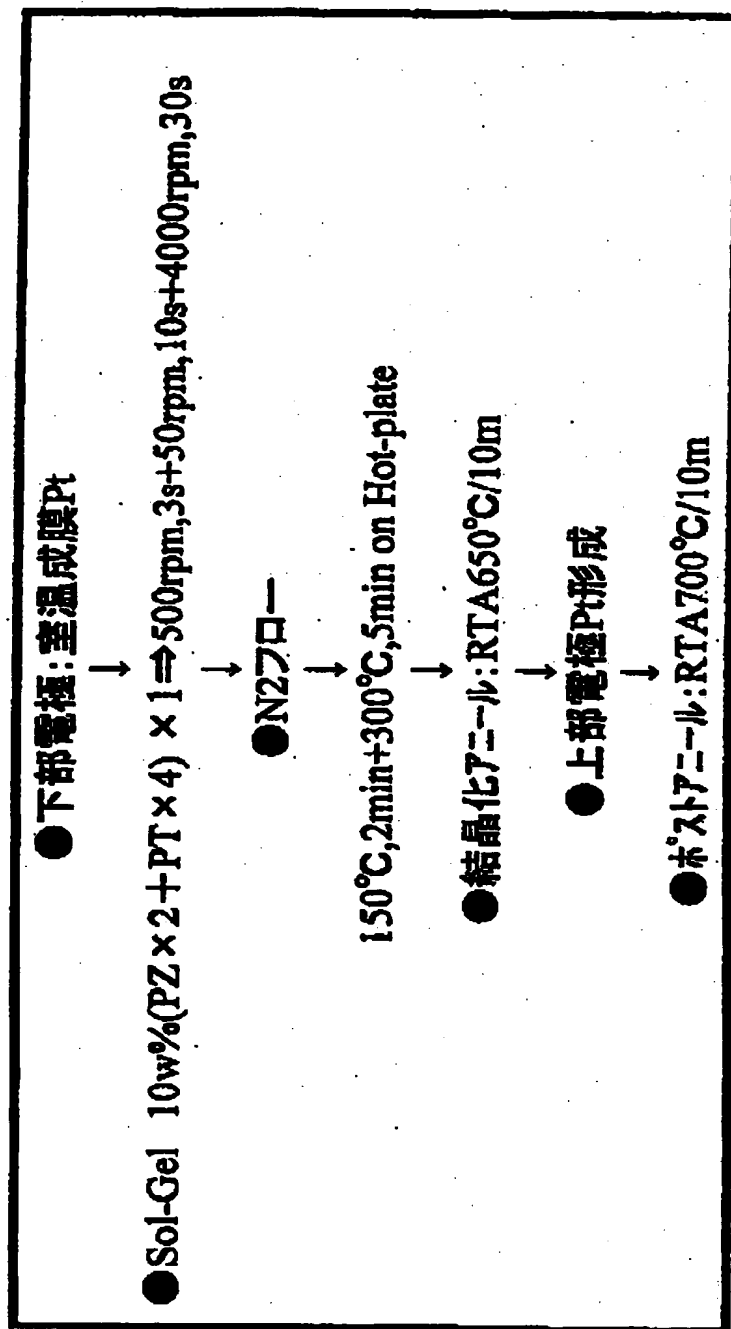 ●下部電極:室温成膜Pt
↓
●Sol-Gel 10w%(PZ×2+PT×4) ×1⇒500rpm,3s+50rpm,10s+4000rpm,30s
↓
●N2フロー
↓
150℃,2min+300℃,5min on Hot-plate
↓
●結晶化アニール:RTA650℃/10m
↓
●上部電極Pt形成
↓
●ポストアニール:RTA700℃/10m